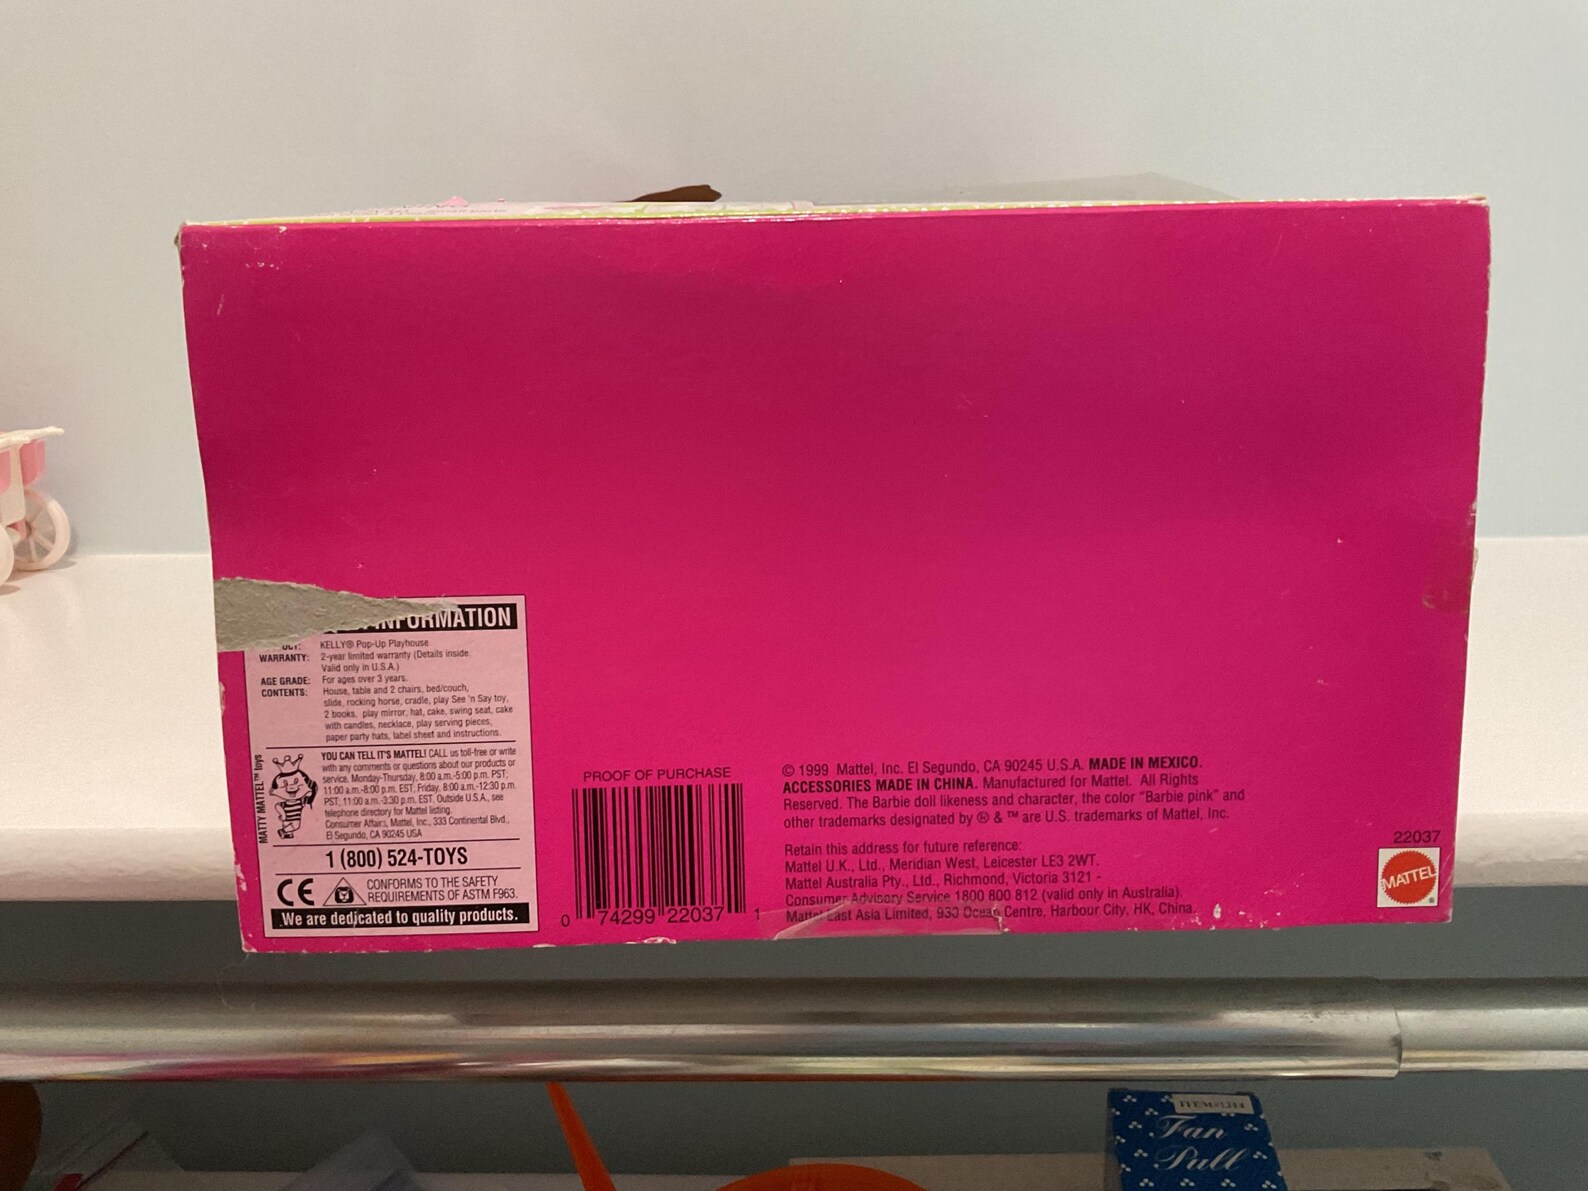 INFORMATION
KELLY® Pop-Up Playhouse
WARRANTY: 2-year limited warranty (Details inside.
Valid only in U.S.A.)
AGE GRADE: For ages over 3 years.
CONTENTS: House, table and 2 chairs, bed/couch,
slide, rocking horse, cradle, play See 'n Say toy,
2 books, play mirror, hat, cake, swing seat, cake
with candles, necklace, play serving pieces,
paper party hats, label sheet and instructions.
MATTY MATTEL™ toys
YOU CAN TELL IT'S MATTEL! CALL us toll-free or write
with any comments or questions about our products or
service. Monday-Thursday, 8:00 a.m.-5:00 p.m. PST;
11:00 a.m.-8:00 p.m. EST, Friday, 8:00 a.m.-12:30 p.m.
PST; 11:00 a.m.-3:30 p.m. EST. Outside U.S.A., see
telephone directory for Mattel listing.
Consumer Affairs, Mattel, Inc., 333 Continental Blvd.,
El Segundo, CA 90245 USA
1 (800) 524-TOYS
CE CONFORMS TO THE SAFETY
REQUIREMENTS OF ASTM F963.
We are dedicated to quality products.
PROOF OF PURCHASE
0 74299 22037 1
© 1999 Mattel, Inc. El Segundo, CA 90245 U.S.A. MADE IN MEXICO.
ACCESSORIES MADE IN CHINA. Manufactured for Mattel. All Rights
Reserved. The Barbie doll likeness and character, the color "Barbie pink" and
other trademarks designated by ® & ™ are U.S. trademarks of Mattel, Inc.
Retain this address for future reference:
Mattel U.K., Ltd., Meridian West, Leicester LE3 2WT.
Mattel Australia Pty., Ltd., Richmond, Victoria 3121 -
Consumer Advisory Service 1800 800 812 (valid only in Australia).
Mattel East Asia Limited, 930 Ocean Centre, Harbour City, HK, China.
22037
MATTEL
®
Fan
Pull